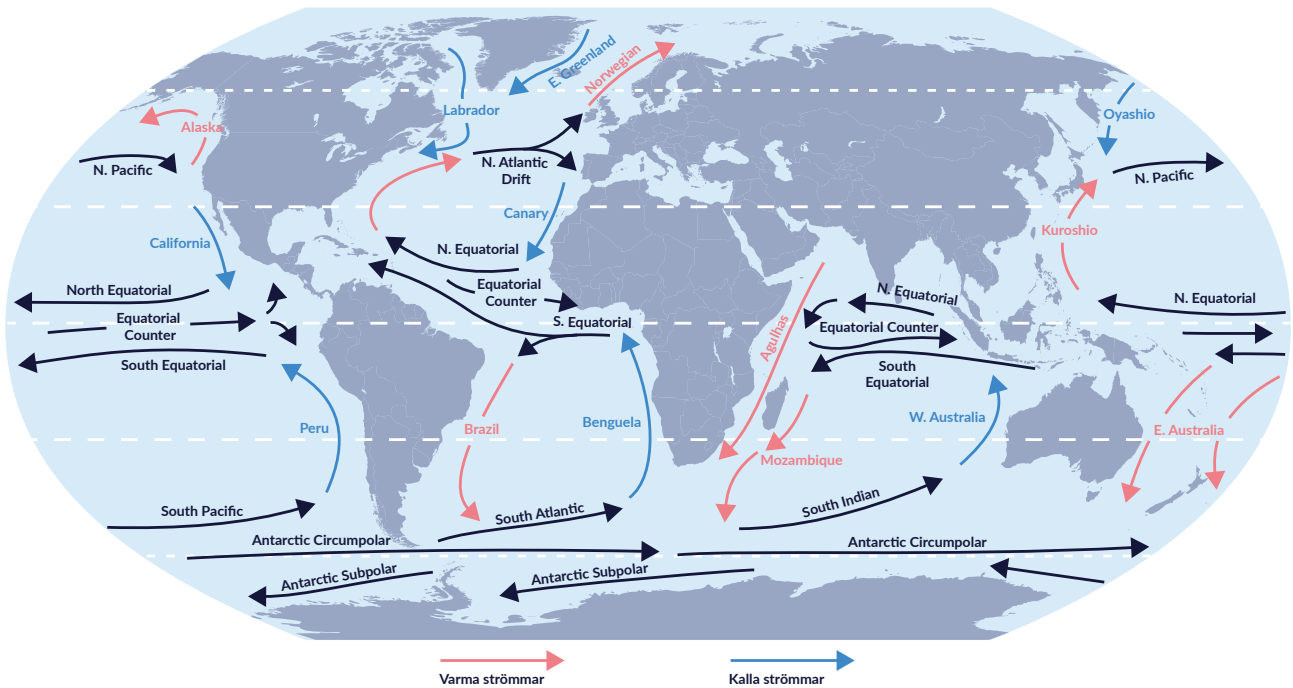 E. Greenland
Norwegian
Labrador
Oyashio
Alaska
N. Pacific
N. Atlantic
Drift
N. Pacific
Canary
California
Kuroshio
N. Equatorial
North Equatorial
Equatorial
Counter
N. Equatorial
N. Equatorial
Equatorial
Counter
S. Equatorial
Equatorial Counter
Agulhas
South Equatorial
South
Equatorial
Peru
Brazil
Benguela
W. Australia
E. Australia
Mozambique
South Pacific
South Atlantic
South Indian
Antarctic Circumpolar
Antarctic Circumpolar
Antarctic Subpolar
Antarctic Subpolar
Varma strömmar
Kalla strömmar